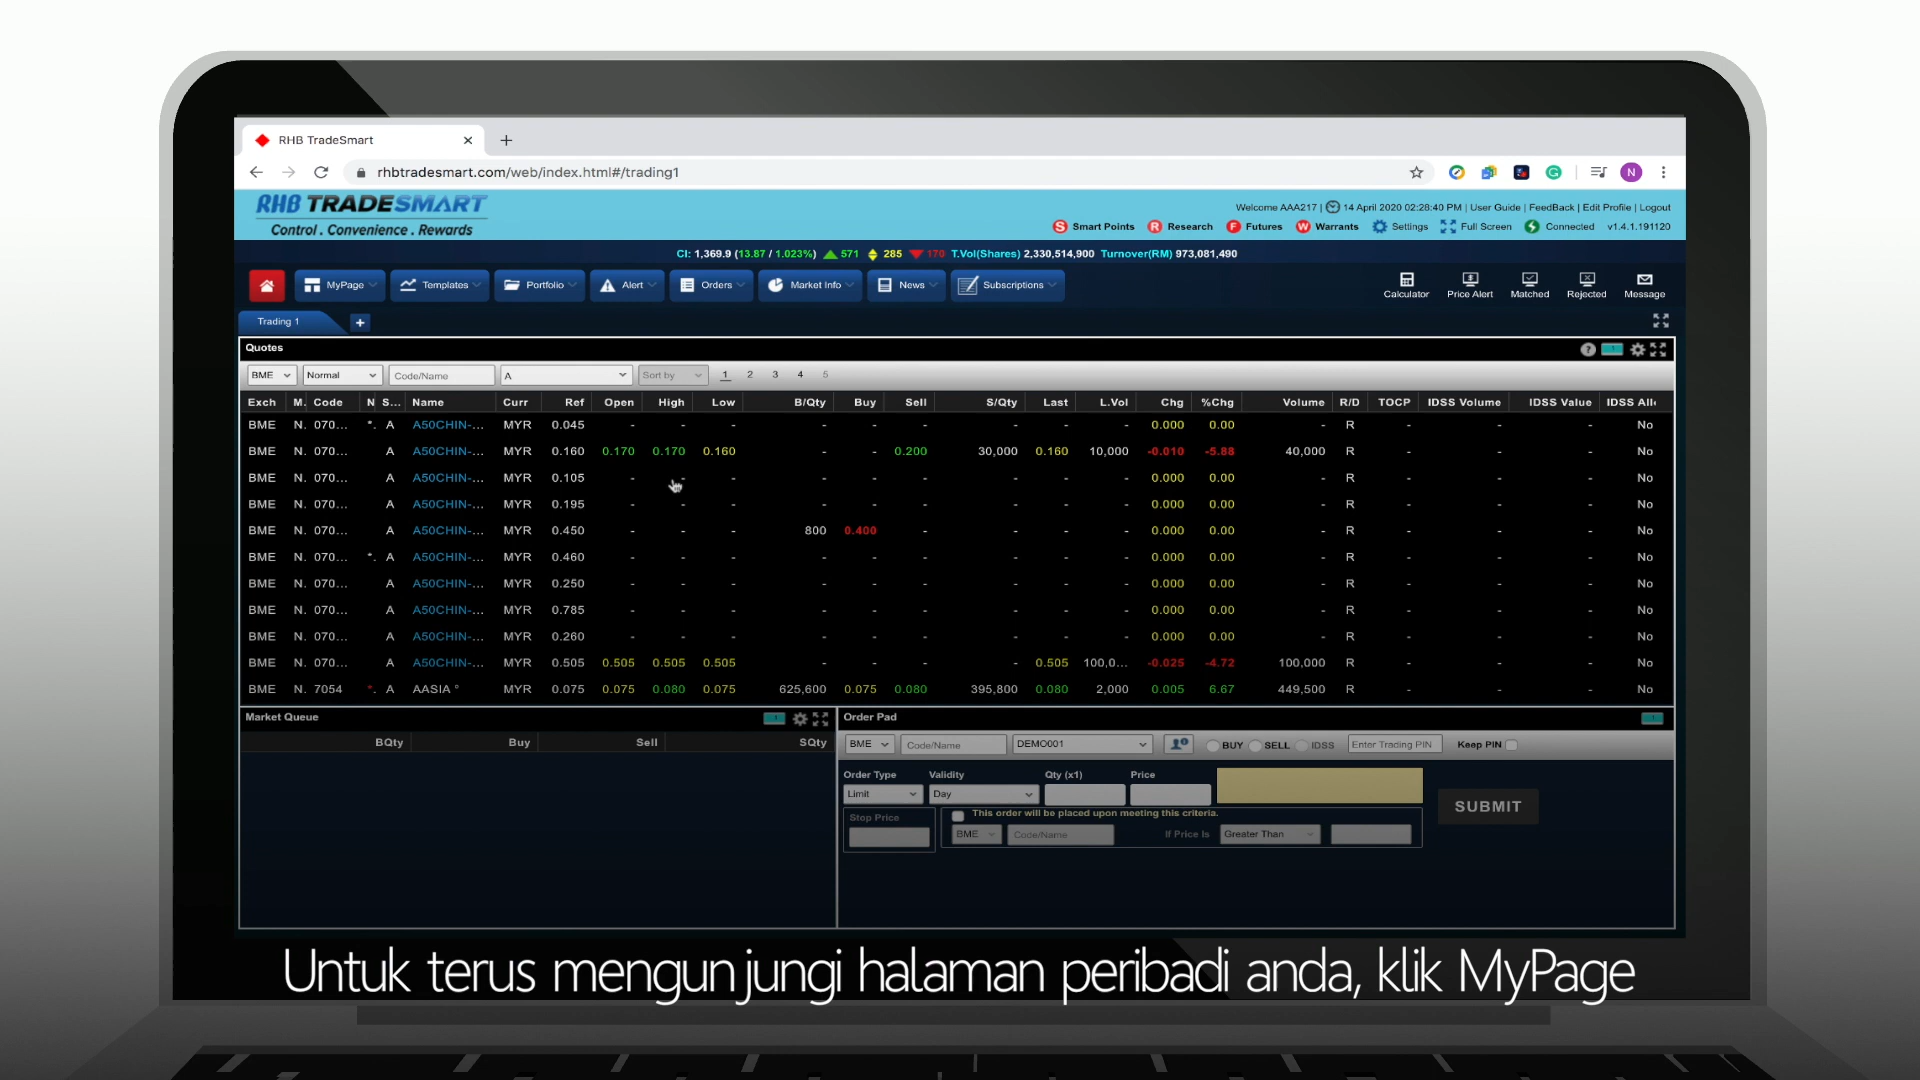 RHB TradeSmart
rhbtradesmart.com/web/index.html#/trading1
N
RHB TRADESMART
Control . Convenience . Rewards
Welcome AAA217 | 14 April 2020 02:28:40 PM | User Guide | FeedBack | Edit Profile | Logout
S Smart Points R Research F Futures W Warrants Settings Full Screen Connected v1.4.1.191120
CI: 1,369.9 (13.87 / 1.023%) 571 285 170 T.Vol(Shares) 2,330,514,900 Turnover(RM) 973,081,490
MyPage Templates Portfolio Alert Orders Market Info News Subscriptions
Calculator Price Alert Matched Rejected Message
Trading 1 +
Quotes
BME Normal Code/Name A Sort by 1 2 3 4 5
Exch M. Code N S... Name Curr Ref Open High Low B/Qty Buy Sell S/Qty Last L.Vol Chg %Chg Volume R/D TOCP IDSS Volume IDSS Value IDSS All
BME N. 070... *. A A50CHIN-... MYR 0.045 - - - - - - - - - 0.000 0.00 - R - - - No
BME N. 070... A A50CHIN-... MYR 0.160 0.170 0.170 0.160 - - 0.200 30,000 0.160 10,000 -0.010 -5.88 40,000 R - - - No
BME N. 070... A A50CHIN-... MYR 0.105 - - - - - - - - - 0.000 0.00 - R - - - No
BME N. 070... A A50CHIN-... MYR 0.195 - - - - - - - - - 0.000 0.00 - R - - - No
BME N. 070... A A50CHIN-... MYR 0.450 - - - 800 0.400 - - - - 0.000 0.00 - R - - - No
BME N. 070... *. A A50CHIN-... MYR 0.460 - - - - - - - - - 0.000 0.00 - R - - - No
BME N. 070... A A50CHIN-... MYR 0.250 - - - - - - - - - 0.000 0.00 - R - - - No
BME N. 070... A A50CHIN-... MYR 0.785 - - - - - - - - - 0.000 0.00 - R - - - No
BME N. 070... A A50CHIN-... MYR 0.260 - - - - - - - - - 0.000 0.00 - R - - - No
BME N. 070... A A50CHIN-... MYR 0.505 0.505 0.505 0.505 - - - - 0.505 100,0... -0.025 -4.72 100,000 R - - - No
BME N. 7054 *. A AASIA ° MYR 0.075 0.075 0.080 0.075 625,600 0.075 0.080 395,800 0.080 2,000 0.005 6.67 449,500 R - - - No
Market Queue
BQty Buy Sell SQty
Order Pad
BME Code/Name DEMO001 BUY SELL IDSS Enter Trading PIN Keep PIN
Order Type Validity Qty (x1) Price
Limit Day
SUBMIT
Stop Price
This order will be placed upon meeting this criteria.
BME Code/Name If Price Is Greater Than
Untuk terus mengunjungi halaman peribadi anda, klik MyPage